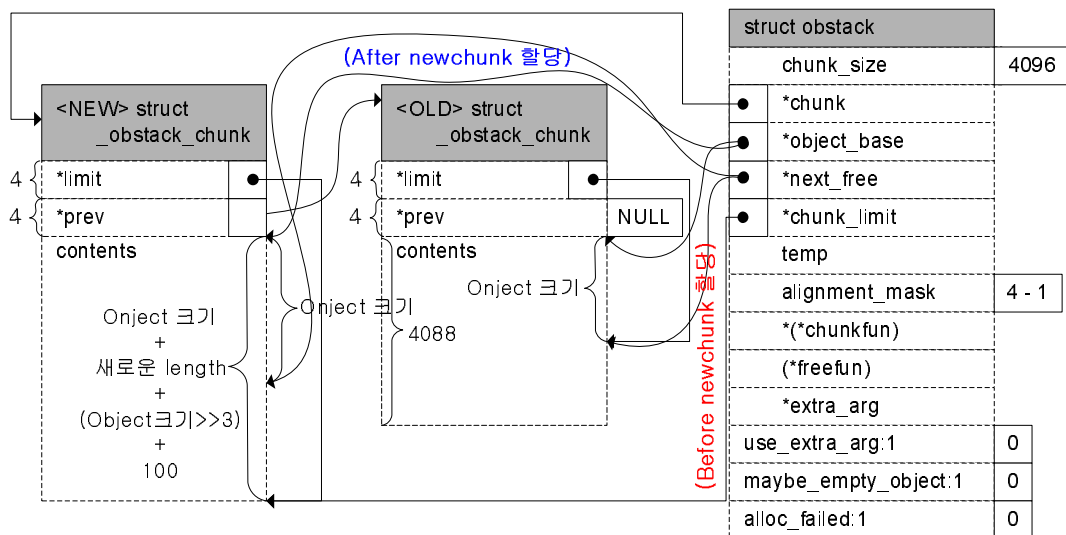 (After newchunk 할당)
<NEW> struct
_obstack_chunk
4
*limit
4
*prev
contents
Onject 크기
+
새로운 length
+
(Object크기>>3)
+
100
Onject 크기
<OLD> struct
_obstack_chunk
4
*limit
4
*prev
NULL
contents
Onject 크기
4088
(Before newchunk 할당)
struct obstack
chunk_size 4096
*chunk
*object_base
*next_free
*chunk_limit
temp
alignment_mask 4 - 1
*(*chunkfun)
(*freefun)
*extra_arg
use_extra_arg:1 0
maybe_empty_object:1 0
alloc_failed:1 0